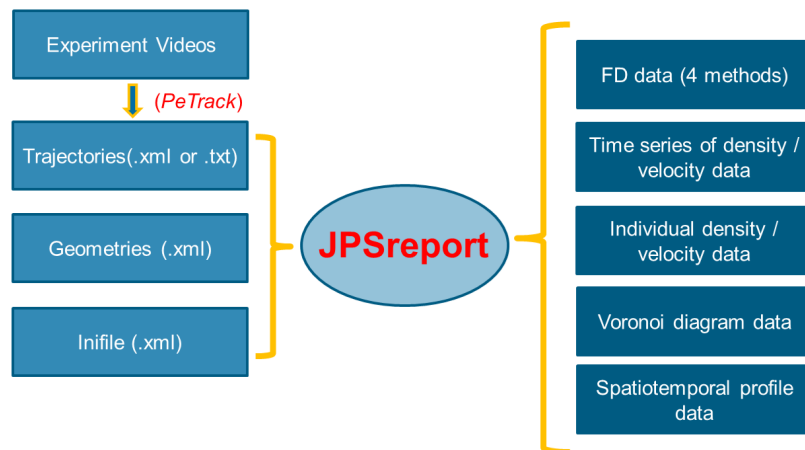 Experiment Videos
(PeTrack)
Trajectories(.xml or .txt)
Geometries (.xml)
Inifile (.xml)
JPSreport
FD data (4 methods)
Time series of density /
velocity data
Individual density /
velocity data
Voronoi diagram data
Spatiotemporal profile
data